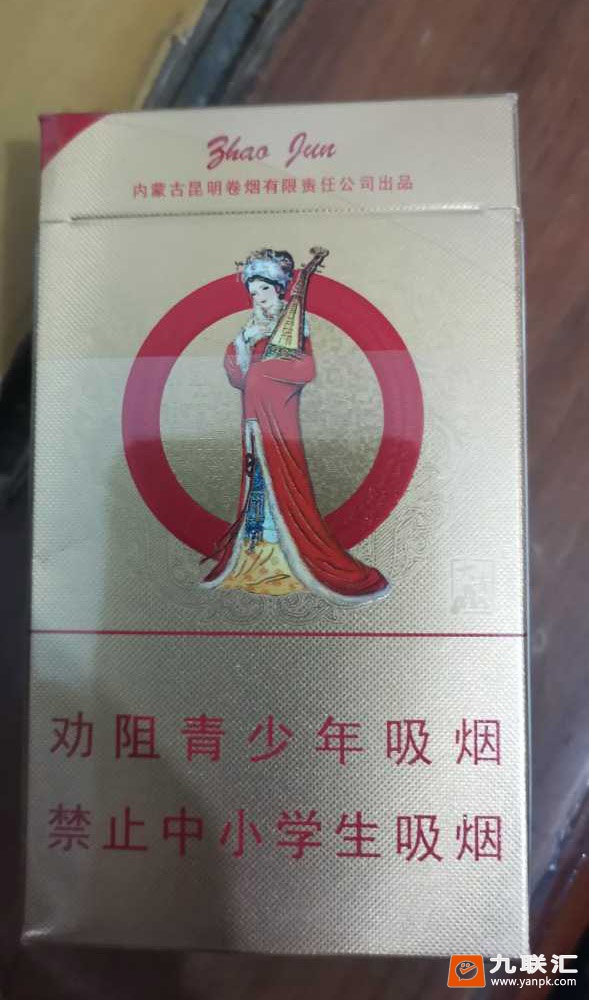 Zhao Jun
内蒙古昆明卷烟有限责任公司出品
劝阻青少年吸烟
禁止中小学生吸烟
九联汇
www.yanpk.com